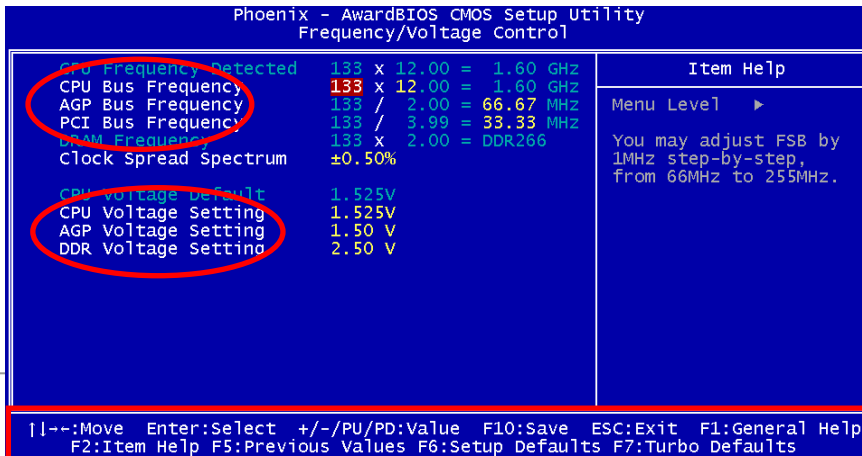 Phoenix - AwardBIOS CMOS Setup Utility
Frequency/Voltage Control
CPU Frequency Detected 133 x 12.00 = 1.60 GHz
CPU Bus Frequency 133 x 12.00 = 1.60 GHz
AGP Bus Frequency 133 / 2.00 = 66.67 MHz
PCI Bus Frequency 133 / 3.99 = 33.33 MHz
DRAM Frequency 133 x 2.00 = DDR266
Clock Spread Spectrum ±0.50%
CPU Voltage Default 1.525V
CPU Voltage Setting 1.525V
AGP Voltage Setting 1.50 V
DDR Voltage Setting 2.50 V
Item Help
Menu Level ►
You may adjust FSB by
1MHz step-by-step,
from 66MHz to 255MHz.
↑↓→←:Move Enter:Select +/-/PU/PD:Value F10:Save ESC:Exit F1:General Help
F2:Item Help F5:Previous Values F6:Setup Defaults F7:Turbo Defaults